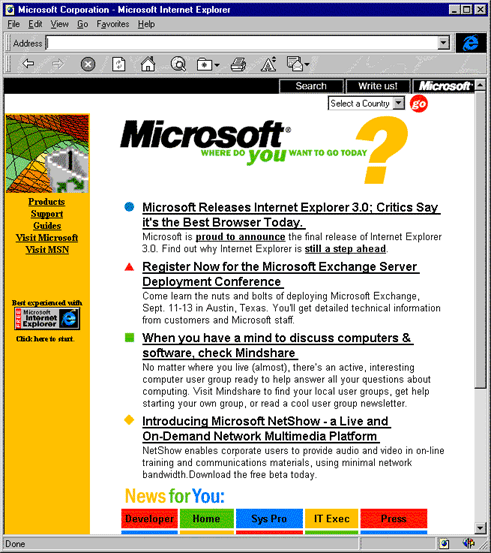 Microsoft Corporation - Microsoft Internet Explorer
File Edit View Go Favorites Help
Address
Search Write us! Microsoft
Select a Country go
Microsoft®
WHERE DO you WANT TO GO TODAY ?
Products
Support
Guides
Visit Microsoft
Visit MSN
Best experienced with
Microsoft
Internet
Explorer
Click here to start.
Microsoft Releases Internet Explorer 3.0; Critics Say
it's the Best Browser Today.
Microsoft is proud to announce the final release of Internet Explorer
3.0. Find out why Internet Explorer is still a step ahead.
Register Now for the Microsoft Exchange Server
Deployment Conference
Come learn the nuts and bolts of deploying Microsoft Exchange,
Sept. 11-13 in Austin, Texas. You'll get detailed technical information
from customers and Microsoft staff.
When you have a mind to discuss computers &
software, check Mindshare
No matter where you live (almost), there's an active, interesting
computer user group ready to help answer all your questions about
computing. Visit Mindshare to find your local user groups, get help
starting your own group, or read a cool user group newsletter.
Introducing Microsoft NetShow - a Live and
On-Demand Network Multimedia Platform
NetShow enables corporate users to provide audio and video in on-line
training and communications materials, using minimal network
bandwidth.Download the free beta today.
News for You:
Developer Home Sys Pro IT Exec Press
Done